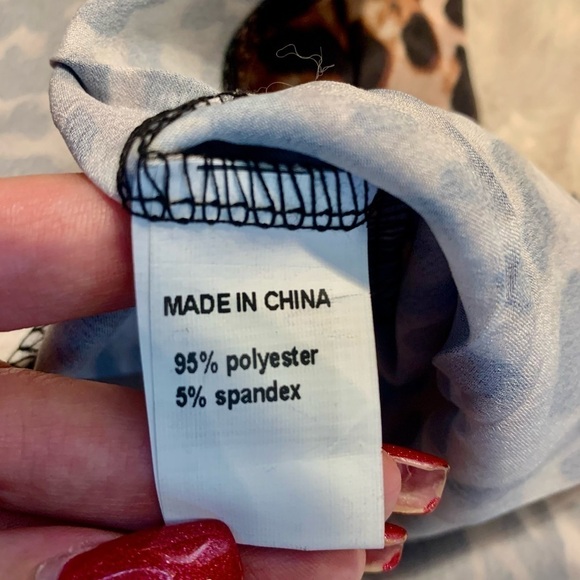 MADE IN CHINA
95% polyester
5% spandex